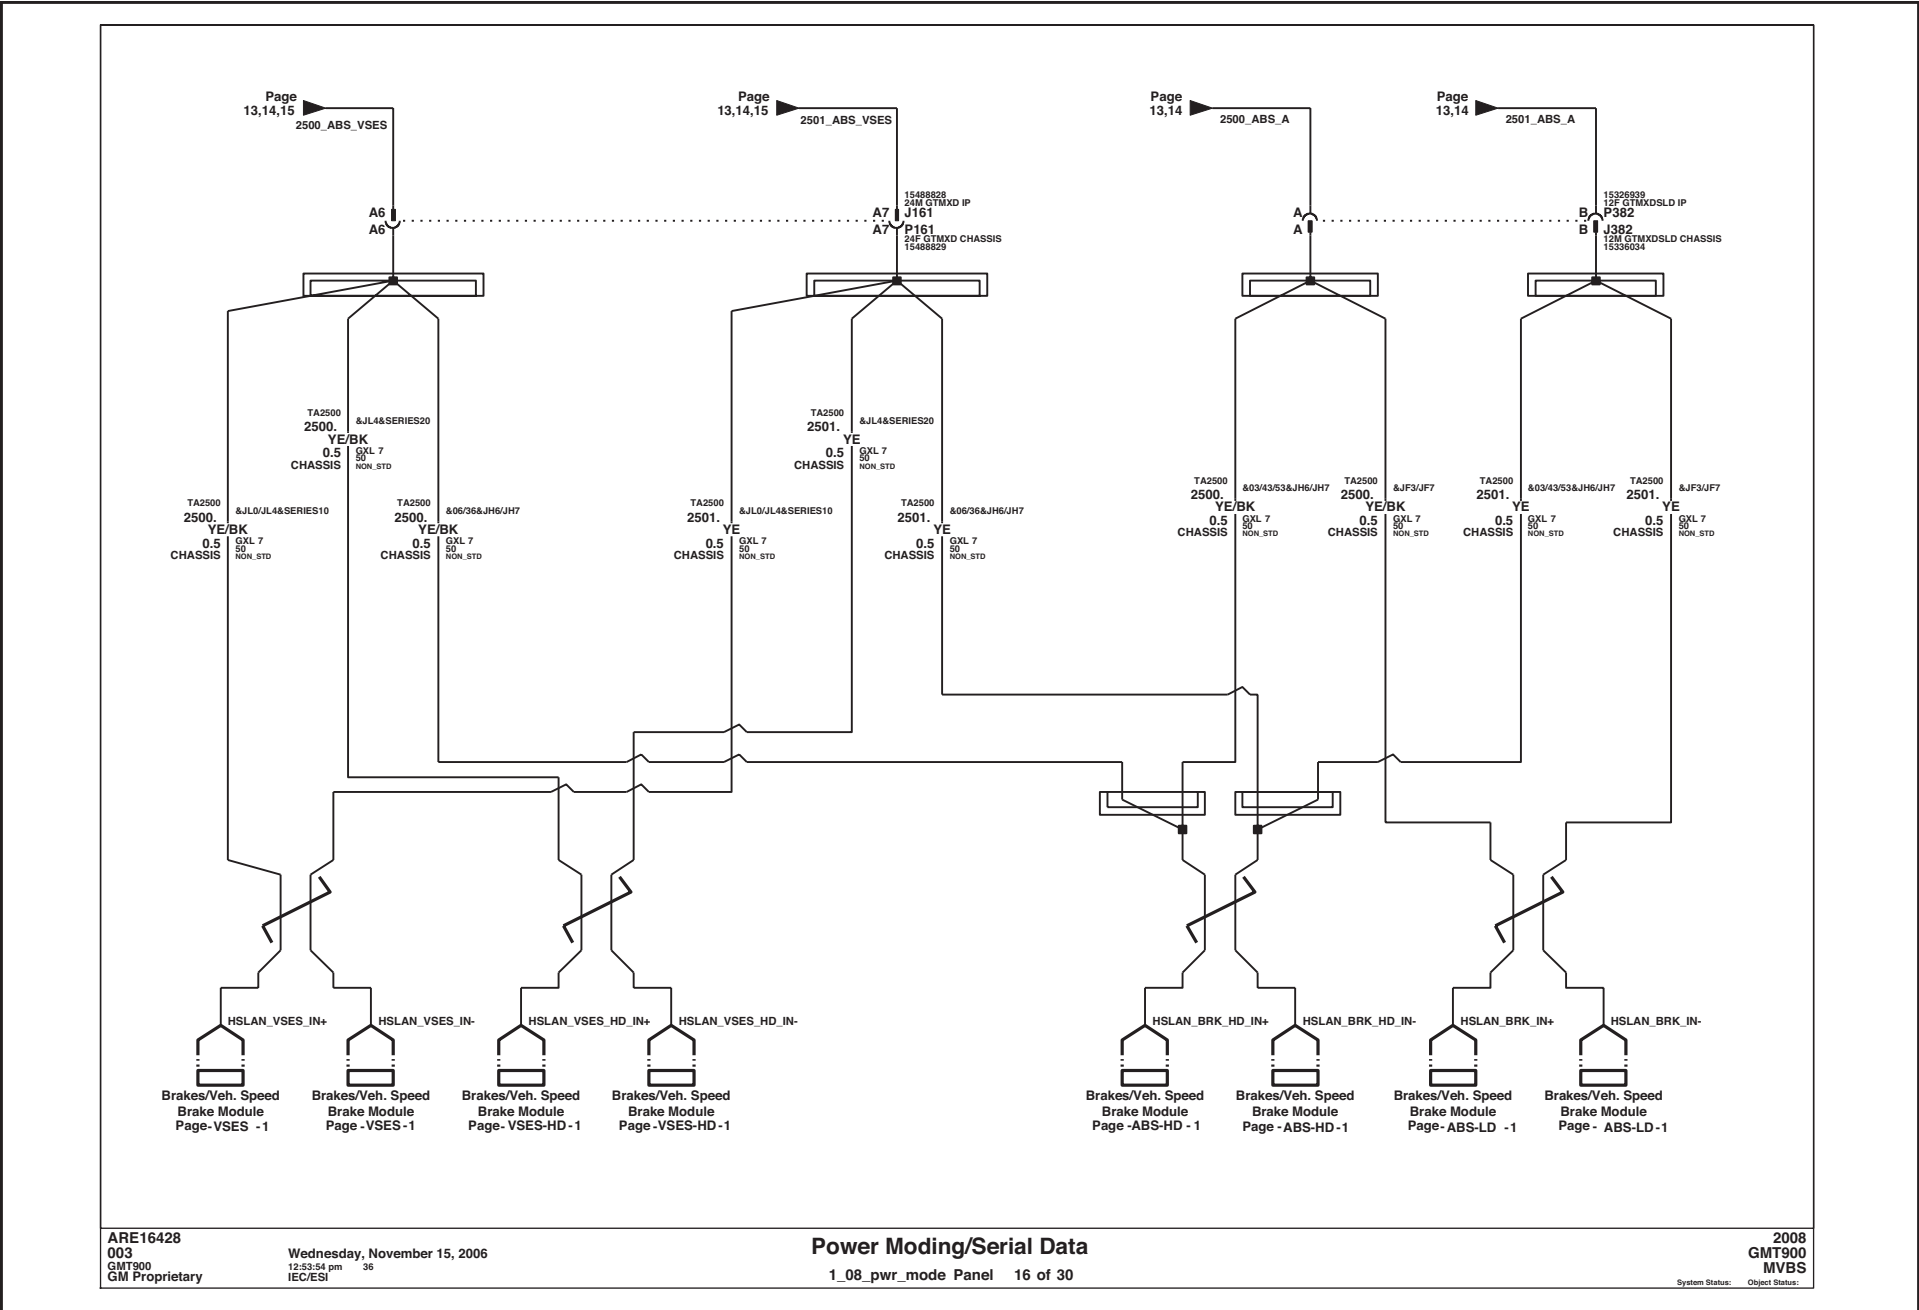 Page
13,14,15
2500_ABS_VSES
Page
13,14,15
2501_ABS_VSES
Page
13,14
2500_ABS_A
Page
13,14
2501_ABS_A
A6
A6
15488828
24M GTMXD IP
A7 J161
A7 P161
24F GTMXD CHASSIS
15488829
A
A
15326939
12F GTMXDSLD IP
B P382
B J382
12M GTMXDSLD CHASSIS
15336034
TA2500
2500.
&JL4&SERIES20
YE/BK
0.5
GXL 7
50
CHASSIS
NON_STD
TA2500
2501.
&JL4&SERIES20
YE
0.5
GXL 7
50
CHASSIS
NON_STD
TA2500
2500.
&JL0/JL4&SERIES10
YE/BK
0.5
GXL 7
50
CHASSIS
NON_STD
TA2500
2500.
&06/36&JH6/JH7
YE/BK
0.5
GXL 7
50
CHASSIS
NON_STD
TA2500
2501.
&JL0/JL4&SERIES10
YE
0.5
GXL 7
50
CHASSIS
NON_STD
TA2500
2501.
&06/36&JH6/JH7
YE
0.5
GXL 7
50
CHASSIS
NON_STD
TA2500
2500.
&03/43/53&JH6/JH7
YE/BK
0.5
GXL 7
50
CHASSIS
NON_STD
TA2500
2500.
&JF3/JF7
YE/BK
0.5
GXL 7
50
CHASSIS
NON_STD
TA2500
2501.
&03/43/53&JH6/JH7
YE
0.5
GXL 7
50
CHASSIS
NON_STD
TA2500
2501.
&JF3/JF7
YE
0.5
GXL 7
50
CHASSIS
NON_STD
HSLAN_VSES_IN+
HSLAN_VSES_IN-
HSLAN_VSES_HD_IN+
HSLAN_VSES_HD_IN-
HSLAN_BRK_HD_IN+
HSLAN_BRK_HD_IN-
HSLAN_BRK_IN+
HSLAN_BRK_IN-
Brakes/Veh. Speed
Brake Module
Page-VSES -1
Brakes/Veh. Speed
Brake Module
Page -VSES-1
Brakes/Veh. Speed
Brake Module
Page- VSES-HD-1
Brakes/Veh. Speed
Brake Module
Page -VSES-HD-1
Brakes/Veh. Speed
Brake Module
Page -ABS-HD - 1
Brakes/Veh. Speed
Brake Module
Page -ABS-HD-1
Brakes/Veh. Speed
Brake Module
Page- ABS-LD -1
Brakes/Veh. Speed
Brake Module
Page - ABS-LD-1
ARE16428
003
GMT900
GM Proprietary
Wednesday, November 15, 2006
12:53:54 pm 36
IEC/ESI
Power Moding/Serial Data
1_08_pwr_mode Panel 16 of 30
2008
GMT900
MVBS
System Status: Object Status: